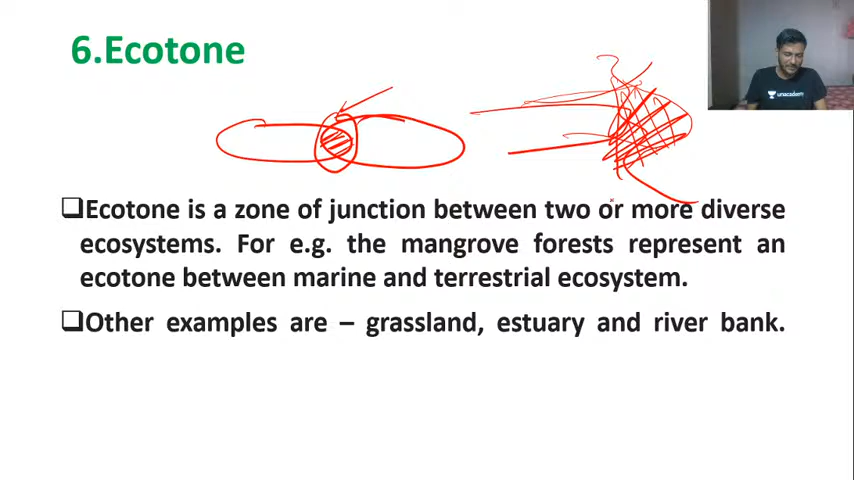 6.Ecotone
unacademy
❑Ecotone is a zone of junction between two or more diverse
ecosystems. For e.g. the mangrove forests represent an
ecotone between marine and terrestrial ecosystem.
❑Other examples are – grassland, estuary and river bank.